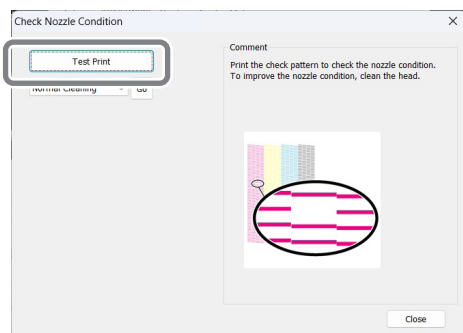 Check Nozzle Condition
Test Print
Normal Cleaning
Go
Comment
Print the check pattern to check the nozzle condition.
To improve the nozzle condition, clean the head.
Close